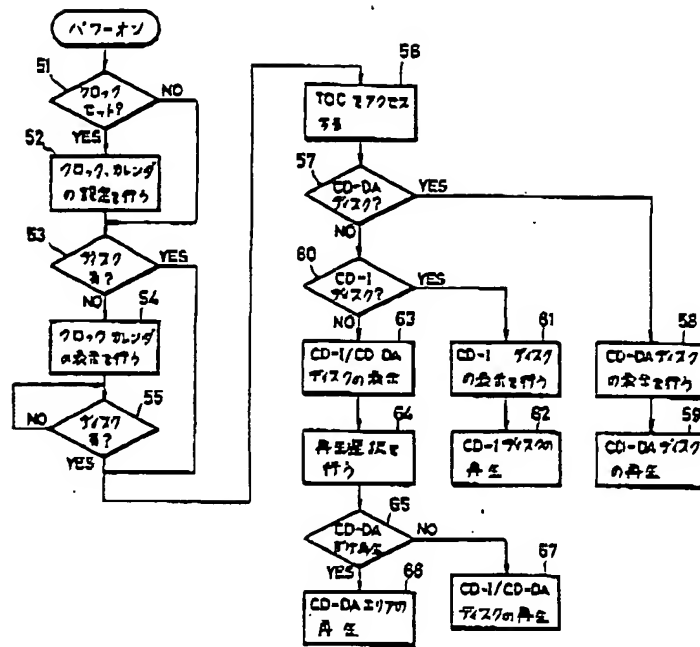 パワーオン
51
クロック
セット?
NO
YES
52
クロック、カレンダ
の設定を行う
53
ディスク
有?
YES
NO
54
クロック カレンダ
の表示を行う
55
ディスク
有?
NO
YES
56
TOCをアクセス
する
57
CD-DA
ディスク?
YES
NO
60
CD-I
ディスク?
YES
NO
63
CD-I/CD DA
ディスクの表示
61
CD-I ディスク
の表示を行う
58
CD-DAディスク
の表示を行う
64
再生選択を
行う
62
CD-Iディスクの
再生
59
CD-DAディスク
の再生
65
CD-DA
だけ再生
NO
YES
66
CD-DAエリアの
再生
67
CD-I/CD-DA
ディスクの再生